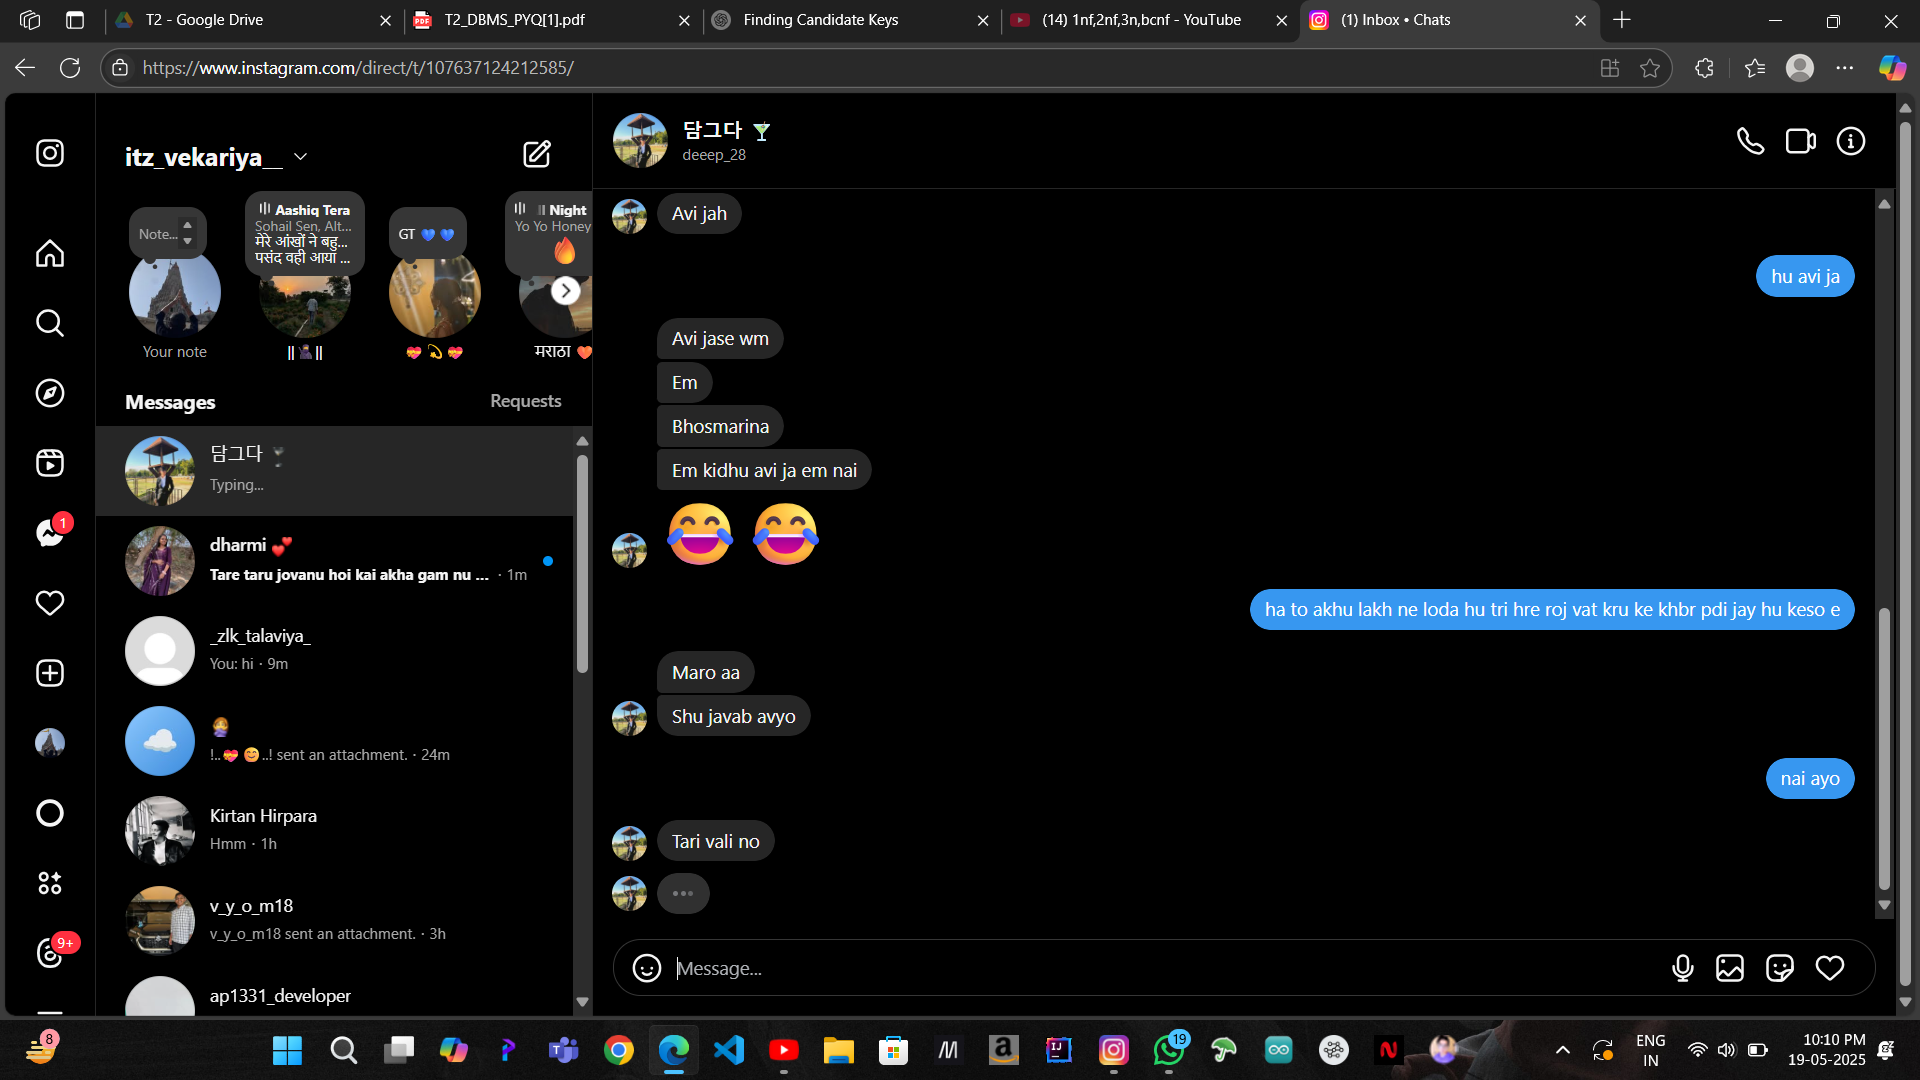 T2 - Google Drive
T2_DBMS_PYQ[1].pdf
Finding Candidate Keys
(14) 1nf,2nf,3n,bcnf - YouTube
(1) Inbox • Chats
https://www.instagram.com/direct/t/107637124212585/
itz_vekariya__
Note...
Aashiq Tera
Sohail Sen, Alt...
मेरे आंखों ने बहु...
पसंद वही आया ...
GT 💙 💙
Night
Yo Yo Honey
🔥
Your note
मराठा 🧡
Messages
Requests
담그다 🍸
Typing...
dharmi 💕
Tare taru jovanu hoi kai akha gam nu ... · 1m
_zlk_talaviya_
You: hi · 9m
!..💝 😊..! sent an attachment. · 24m
Kirtan Hirpara
Hmm · 1h
v_y_o_m18
v_y_o_m18 sent an attachment. · 3h
ap1331_developer
1
9+
담그다 🍸
deeep_28
Avi jah
hu avi ja
Avi jase wm
Em
Bhosmarina
Em kidhu avi ja em nai
😂 😂
ha to akhu lakh ne loda hu tri hre roj vat kru ke khbr pdi jay hu keso e
Maro aa
Shu javab avyo
nai ayo
Tari vali no
Message...
8
19
ENG
IN
10:10 PM
19-05-2025